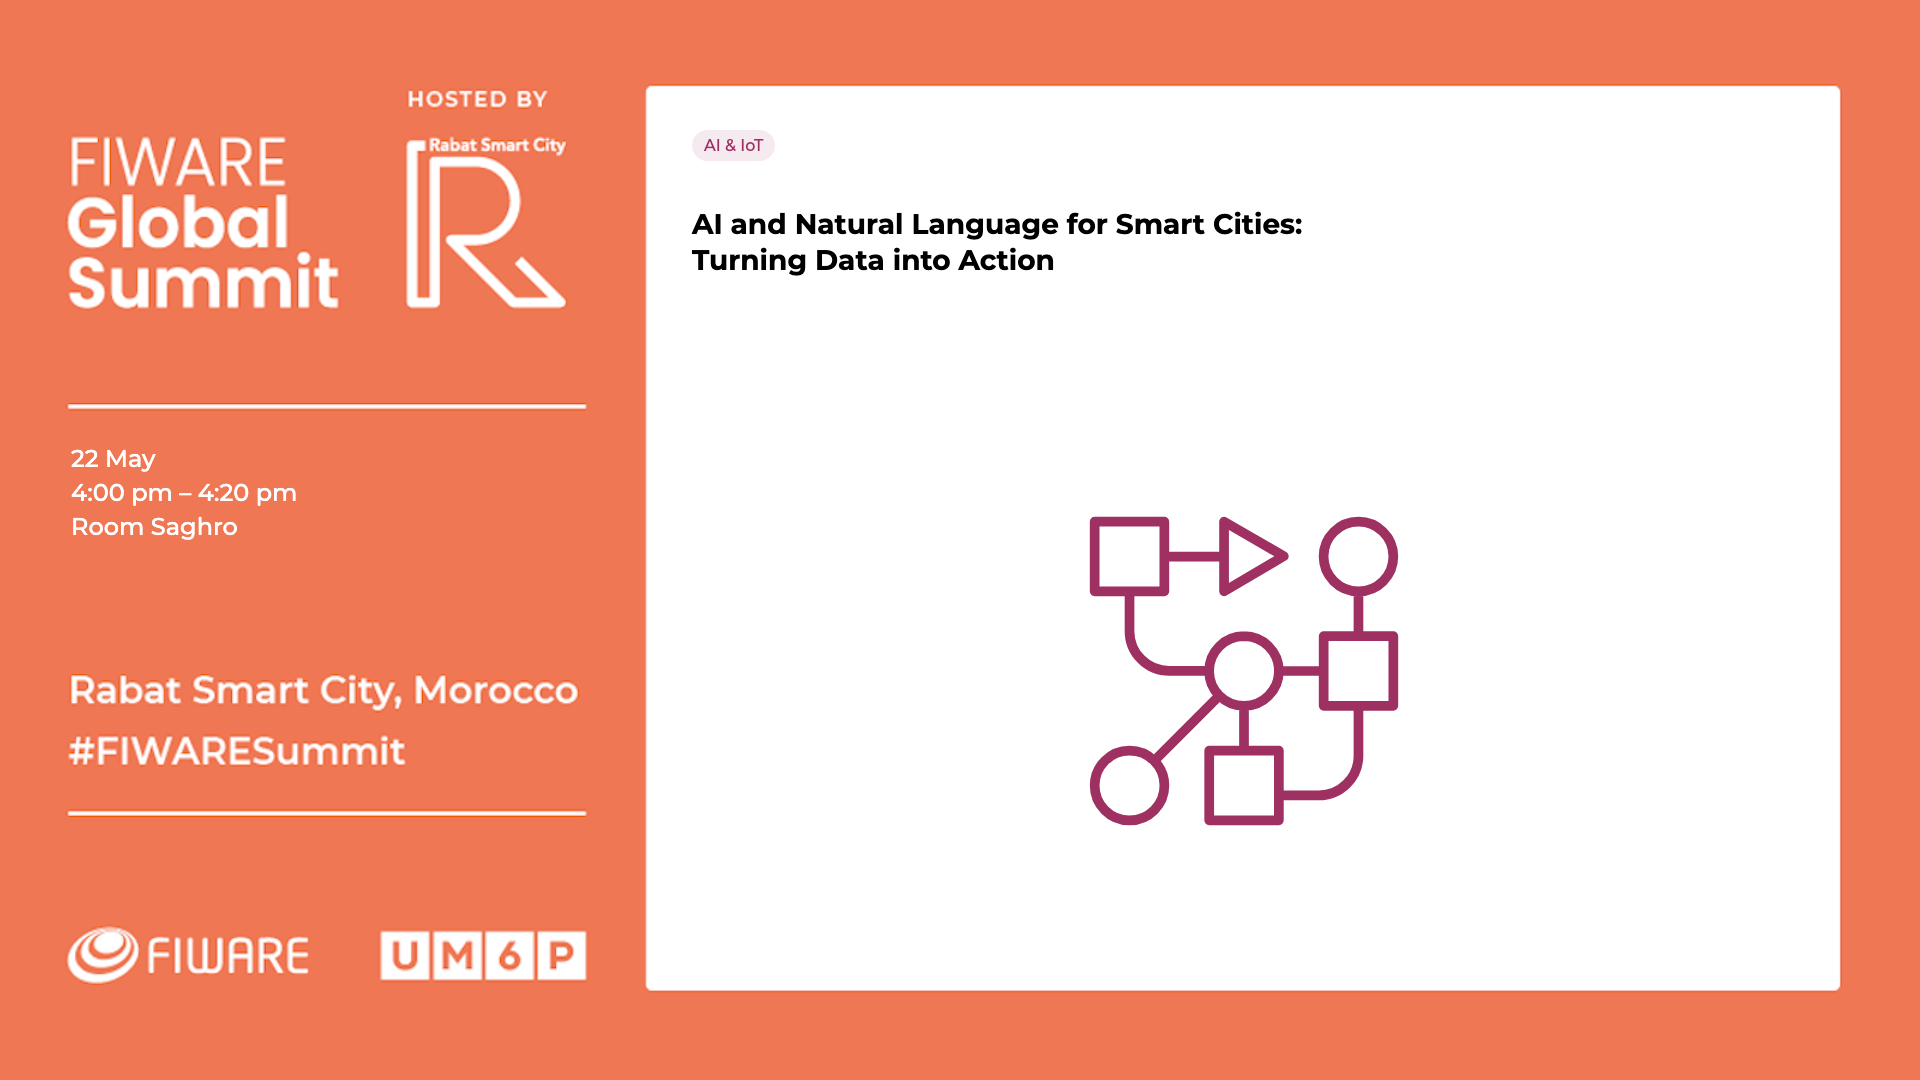 HOSTED BY
FIWARE
Global
Summit
Rabat Smart City
R
22 May
4:00 pm – 4:20 pm
Room Saghro
Rabat Smart City, Morocco
#FIWARESummit
FIWARE
UM6P
AI & IoT
AI and Natural Language for Smart Cities:
Turning Data into Action